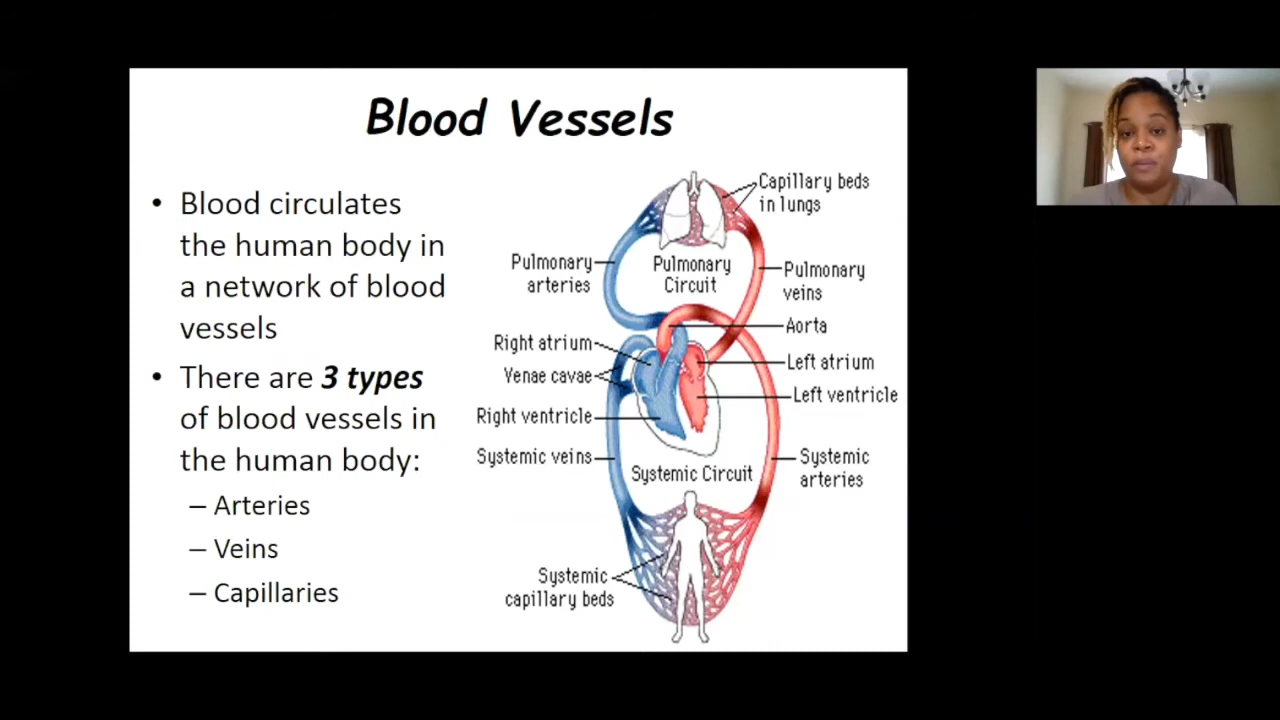 Blood Vessels
• Blood circulates
the human body in
a network of blood
vessels
• There are 3 types
of blood vessels in
the human body:
– Arteries
– Veins
– Capillaries
Capillary beds
in lungs
Pulmonary
arteries
Pulmonary
Circuit
Pulmonary
veins
Aorta
Right atrium
Left atrium
Venae cavae
Left ventricle
Right ventricle
Systemic veins
Systemic Circuit
Systemic
arteries
Systemic
capillary beds